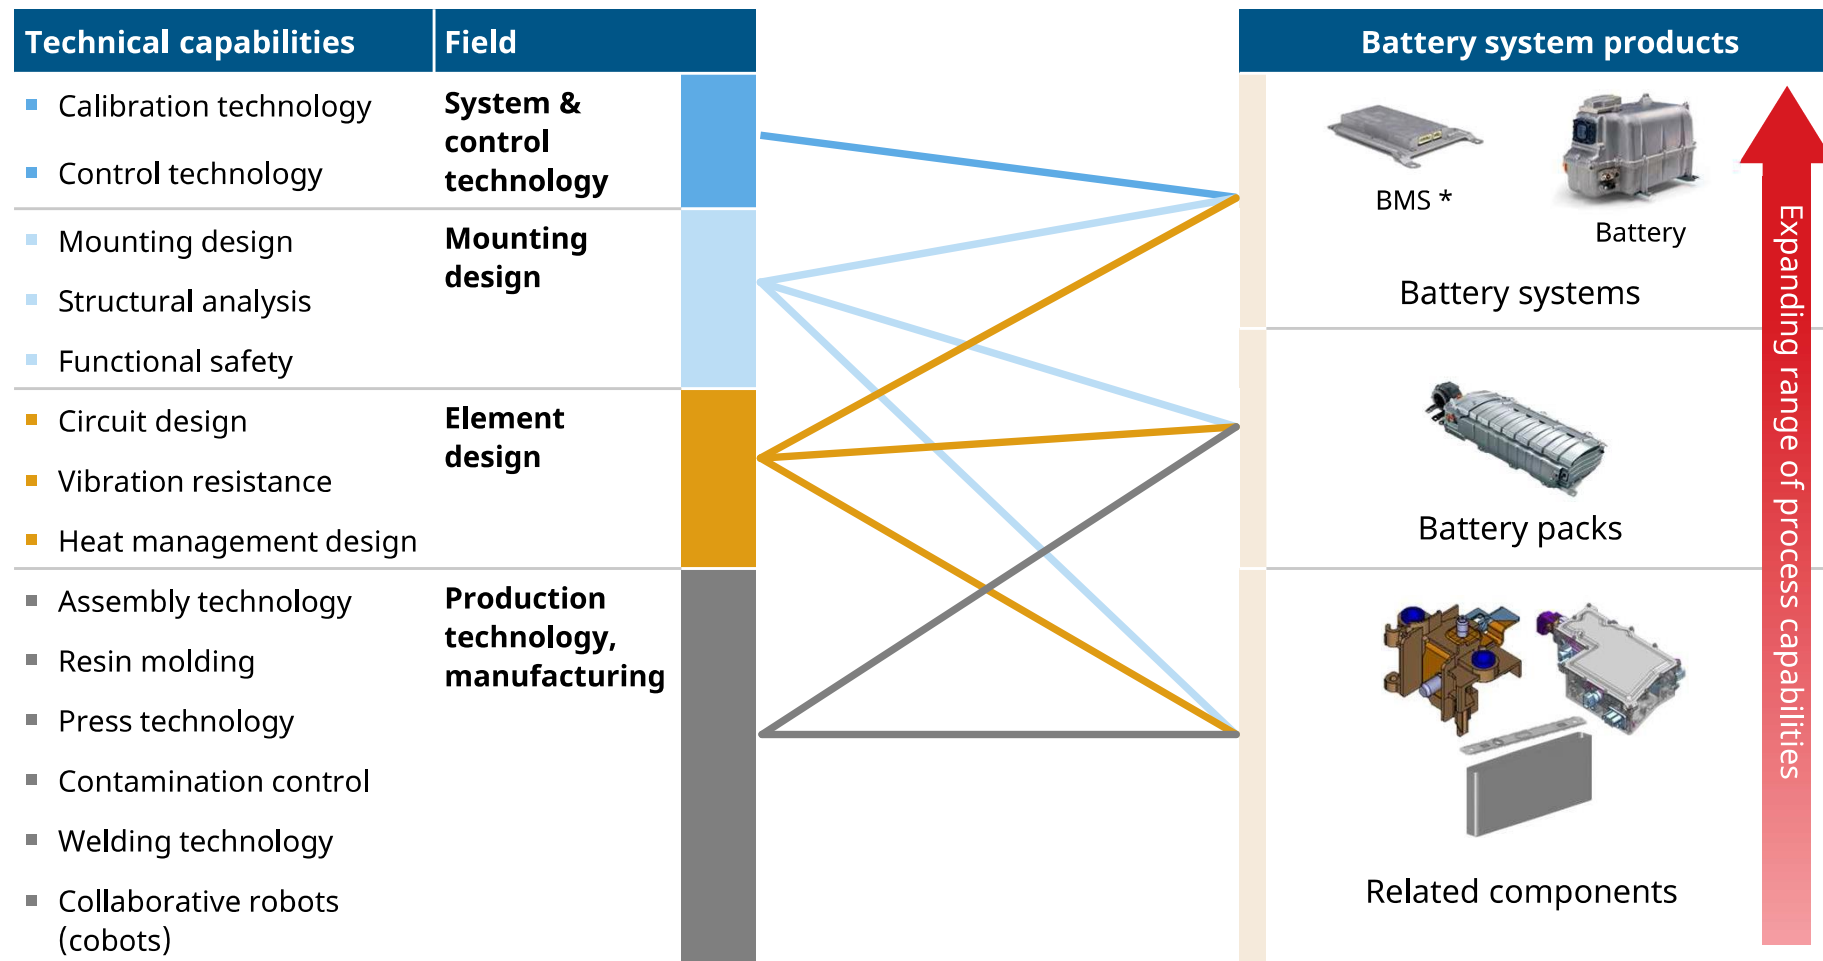 Technical capabilities
Field
Battery system products
Calibration technology
Control technology
System &
control
technology
Mounting design
Structural analysis
Functional safety
Mounting
design
Circuit design
Vibration resistance
Heat management design
Element
design
Assembly technology
Resin molding
Press technology
Contamination control
Welding technology
Collaborative robots
(cobots)
Production
technology,
manufacturing
BMS *
Battery
Battery systems
Battery packs
Related components
Expanding range of process capabilities